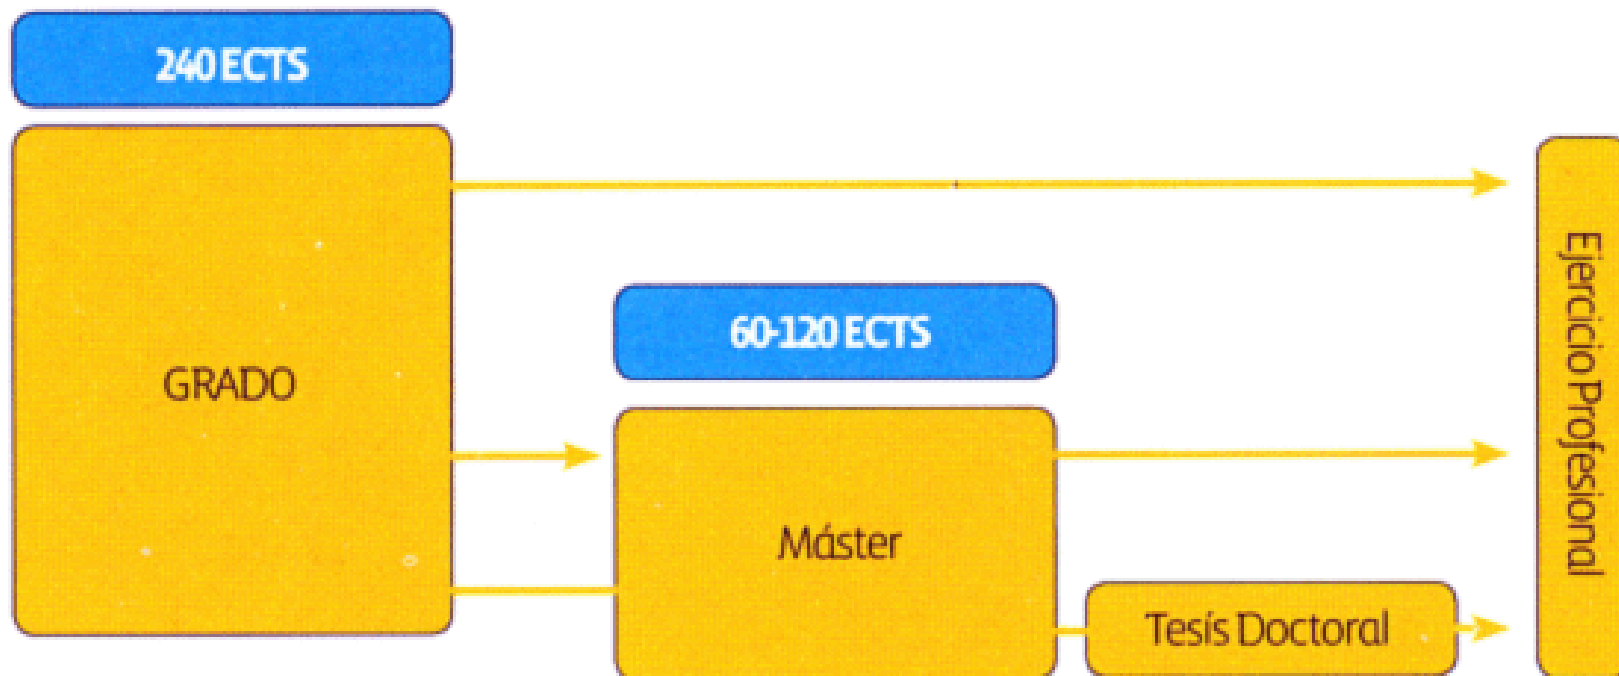 240 ECTS
GRADO
60-120 ECTS
Máster
Tesís Doctoral
Ejercicio Profesional